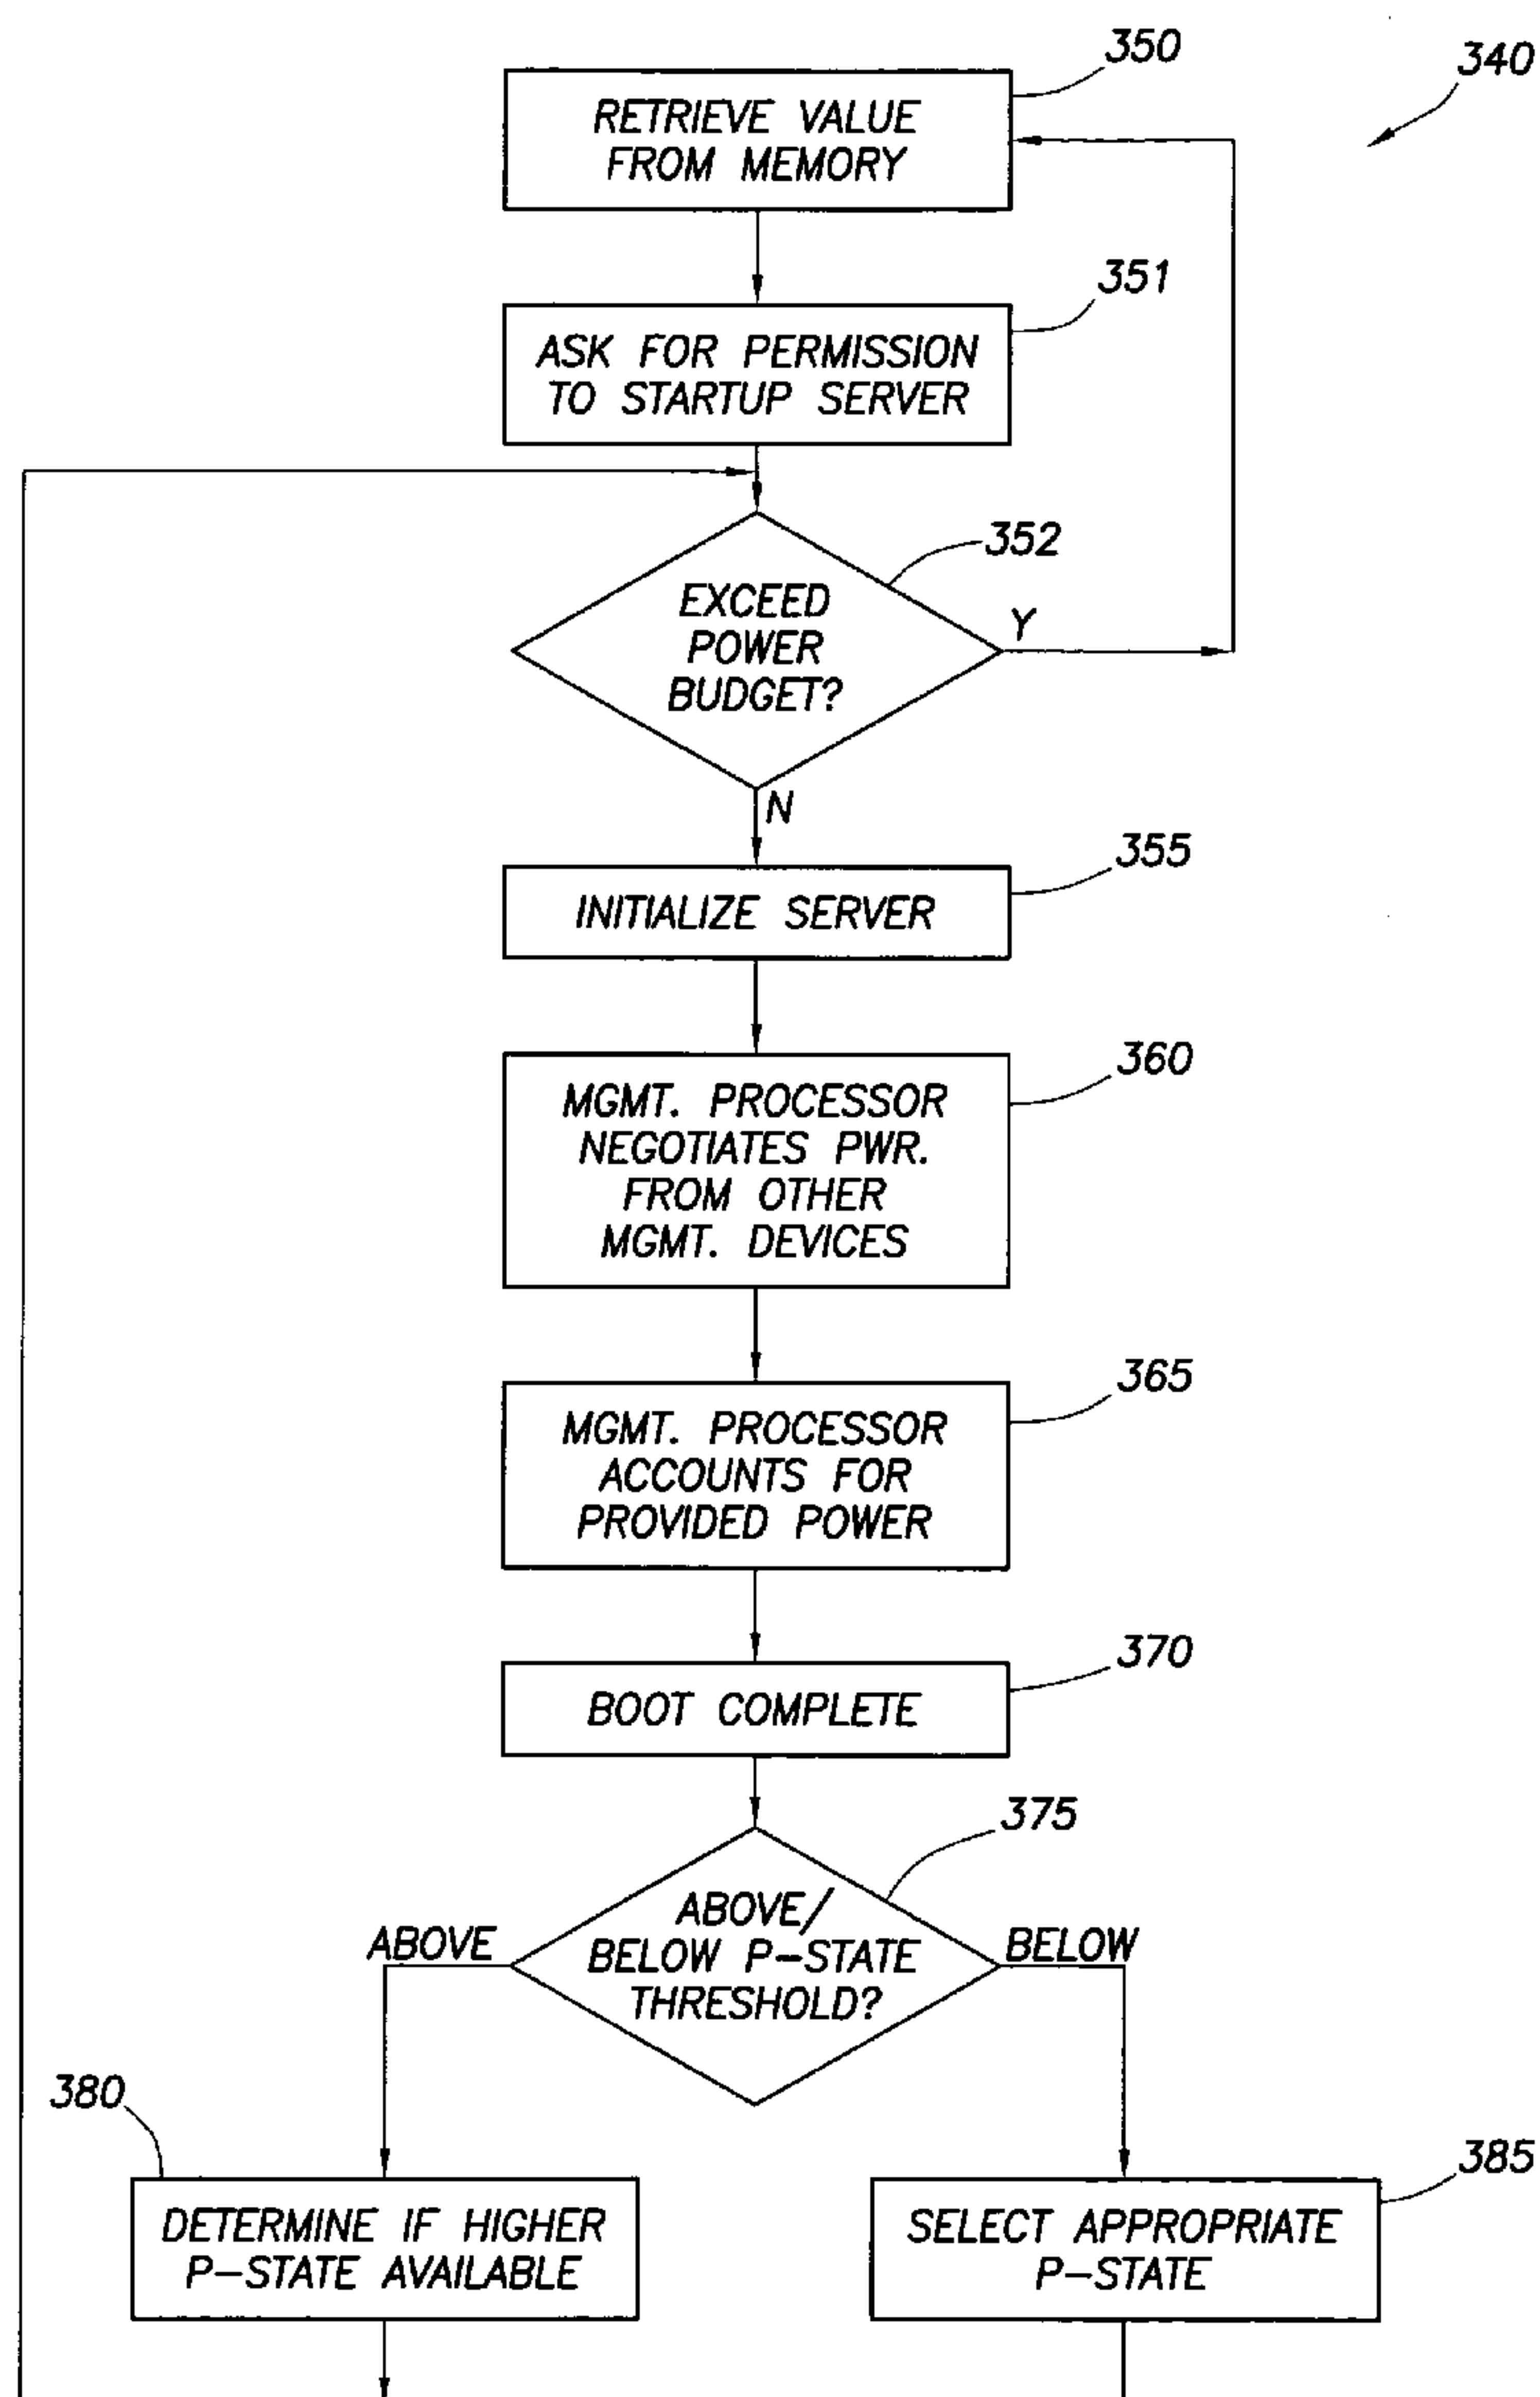 350
340
RETRIEVE VALUE
FROM MEMORY
351
ASK FOR PERMISSION
TO STARTUP SERVER
352
EXCEED
POWER
BUDGET?
Y
N
355
INITIALIZE SERVER
360
MGMT. PROCESSOR
NEGOTIATES PWR.
FROM OTHER
MGMT. DEVICES
365
MGMT. PROCESSOR
ACCOUNTS FOR
PROVIDED POWER
370
BOOT COMPLETE
375
ABOVE/
BELOW P-STATE
THRESHOLD?
ABOVE
BELOW
380
385
DETERMINE IF HIGHER
P-STATE AVAILABLE
SELECT APPROPRIATE
P-STATE